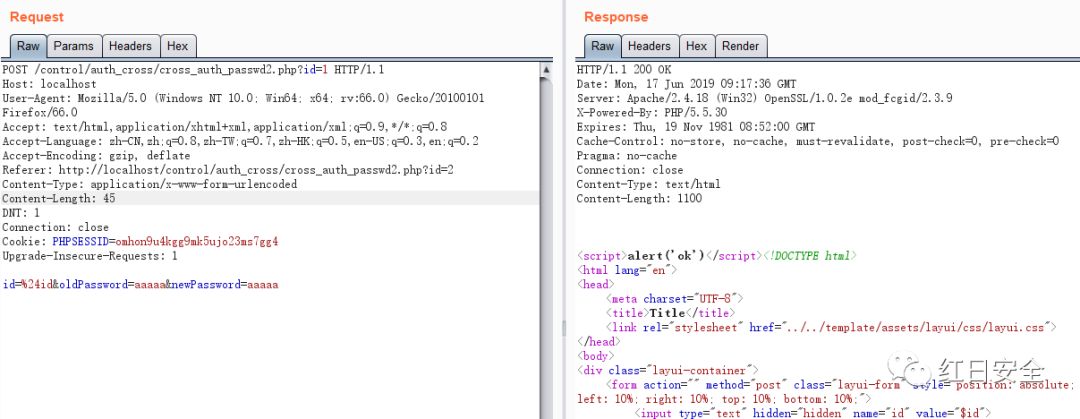 Request
Raw Params Headers Hex
POST /control/auth_cross/cross_auth_passwd2.php?id=1 HTTP/1.1
Host: localhost
User-Agent: Mozilla/5.0 (Windows NT 10.0; Win64; x64; rv:66.0) Gecko/20100101
Firefox/66.0
Accept: text/html,application/xhtml+xml,application/xml;q=0.9,*/*;q=0.8
Accept-Language: zh-CN,zh;q=0.8,zh-TW;q=0.7,zh-HK;q=0.5,en-US;q=0.3,en;q=0.2
Accept-Encoding: gzip, deflate
Referer: http://localhost/control/auth_cross/cross_auth_passwd2.php?id=2
Content-Type: application/x-www-form-urlencoded
Content-Length: 45
DNT: 1
Connection: close
Cookie: PHPSESSID=omhon9u4kgg9mk5ujo23ms7gg4
Upgrade-Insecure-Requests: 1
id=%24id&oldPassword=aaaaa&newPassword=aaaaa
Response
Raw Headers Hex Render
HTTP/1.1 200 OK
Date: Mon, 17 Jun 2019 09:17:36 GMT
Server: Apache/2.4.18 (Win32) OpenSSL/1.0.2e mod_fcgid/2.3.9
X-Powered-By: PHP/5.5.30
Expires: Thu, 19 Nov 1981 08:52:00 GMT
Cache-Control: no-store, no-cache, must-revalidate, post-check=0, pre-check=0
Pragma: no-cache
Connection: close
Content-Type: text/html
Content-Length: 1100
<script>alert('ok')</script><!DOCTYPE html>
<html lang="en">
<head>
<meta charset="UTF-8">
<title>Title</title>
<link rel="stylesheet" href="../../template/assets/layui/css/layui.css">
</head>
<body>
<div class="layui-container">
<form action="" method="post" class="layui-form" style="position: absolute;
left: 10%; right: 10%; top: 10%; bottom: 10%;">
<input type="text" hidden="hidden" name="id" value="$id">
红日安全